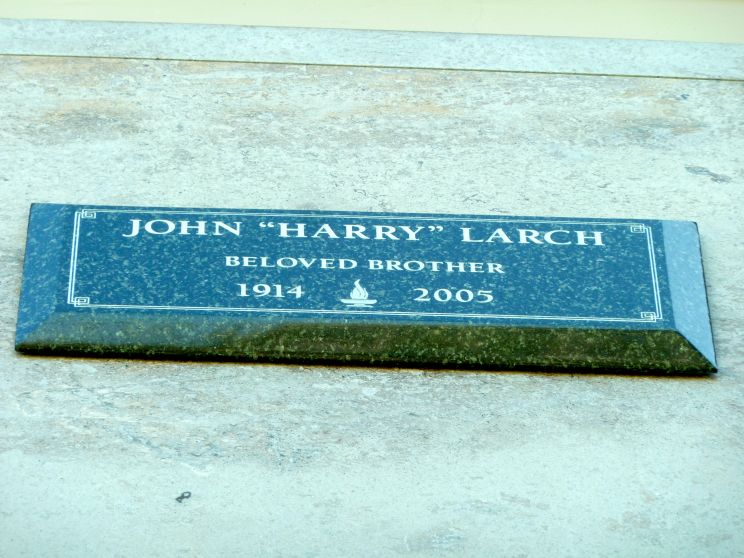 JOHN “HARRY” LARCH
BELOVED BROTHER
1914 2005